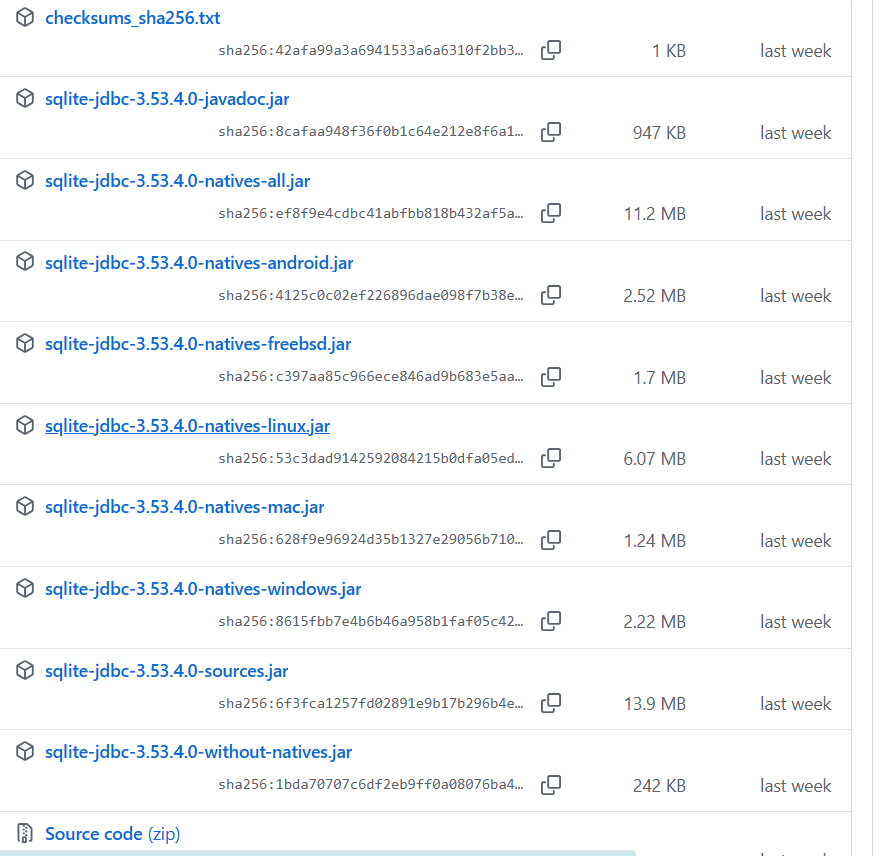 checksums_sha256.txt
sha256:42afa99a3a6941533a6a6310f2bb3…
1 KB
last week
sqlite-jdbc-3.53.4.0-javadoc.jar
sha256:8cafaa948f36f0b1c64e212e8f6a1…
947 KB
last week
sqlite-jdbc-3.53.4.0-natives-all.jar
sha256:ef8f9e4cdbc41abfbb818b432af5a…
11.2 MB
last week
sqlite-jdbc-3.53.4.0-natives-android.jar
sha256:4125c0c02ef226896dae098f7b38e…
2.52 MB
last week
sqlite-jdbc-3.53.4.0-natives-freebsd.jar
sha256:c397aa85c966ece846ad9b683e5aa…
1.7 MB
last week
sqlite-jdbc-3.53.4.0-natives-linux.jar
sha256:53c3dad9142592084215b0dfa05ed…
6.07 MB
last week
sqlite-jdbc-3.53.4.0-natives-mac.jar
sha256:628f9e96924d35b1327e29056b710…
1.24 MB
last week
sqlite-jdbc-3.53.4.0-natives-windows.jar
sha256:8615fbb7e4b6b46a958b1faf05c42…
2.22 MB
last week
sqlite-jdbc-3.53.4.0-sources.jar
sha256:6f3fca1257fd02891e9b17b296b4e…
13.9 MB
last week
sqlite-jdbc-3.53.4.0-without-natives.jar
sha256:1bda70707c6df2eb9ff0a08076ba4…
242 KB
last week
Source code (zip)